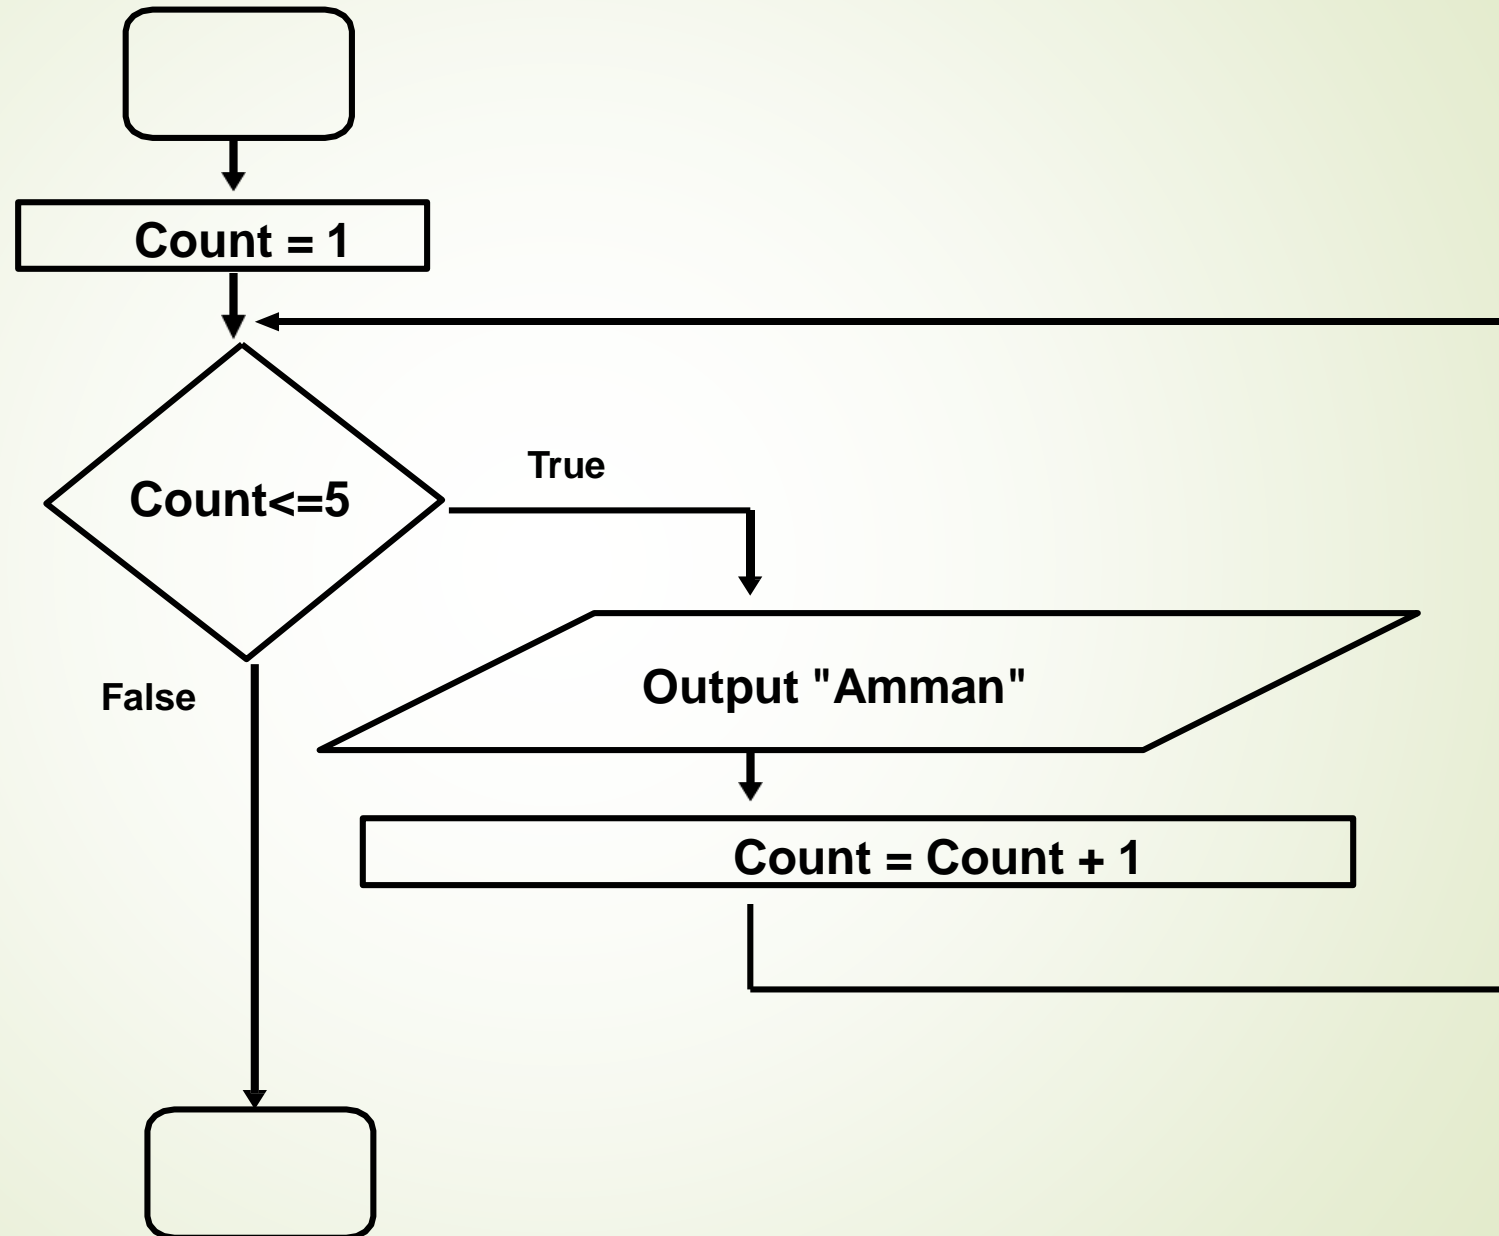 Count = 1
True
Count<=5
Output "Amman"
False
Count = Count + 1